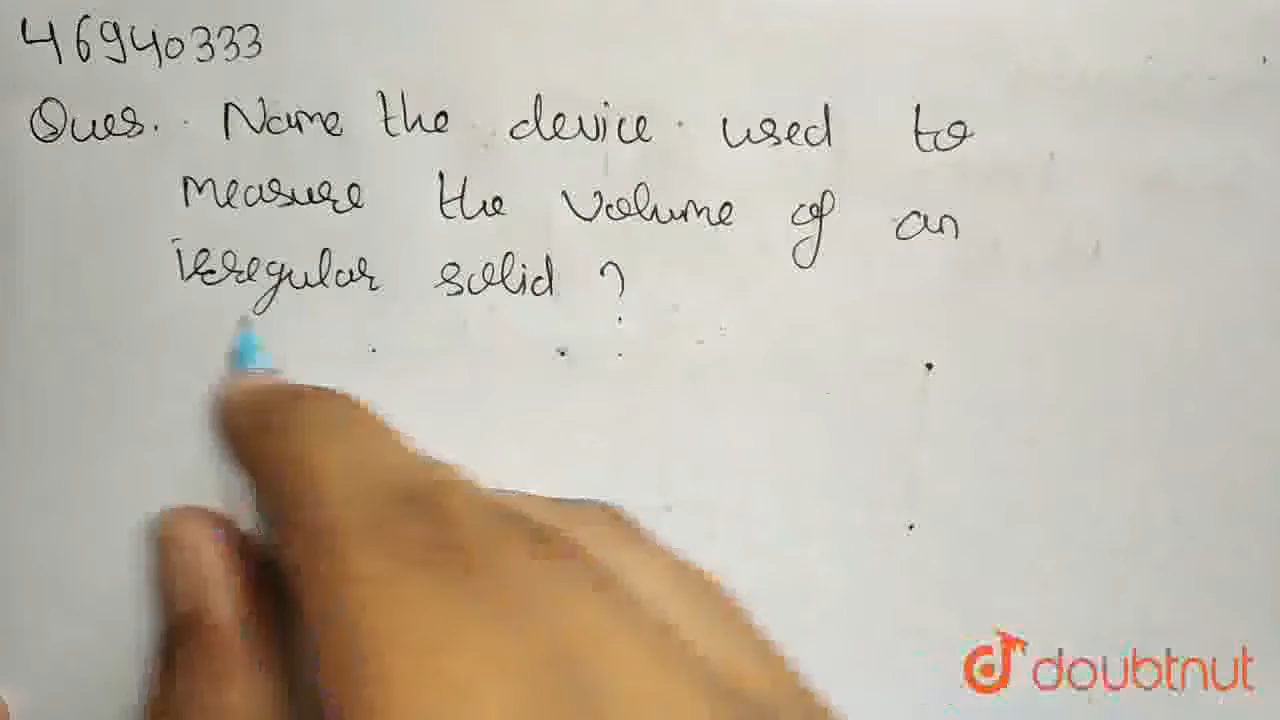 46940333
Ques. Name the device used to
measure the volume of an
irregular solid ?
doubtnut